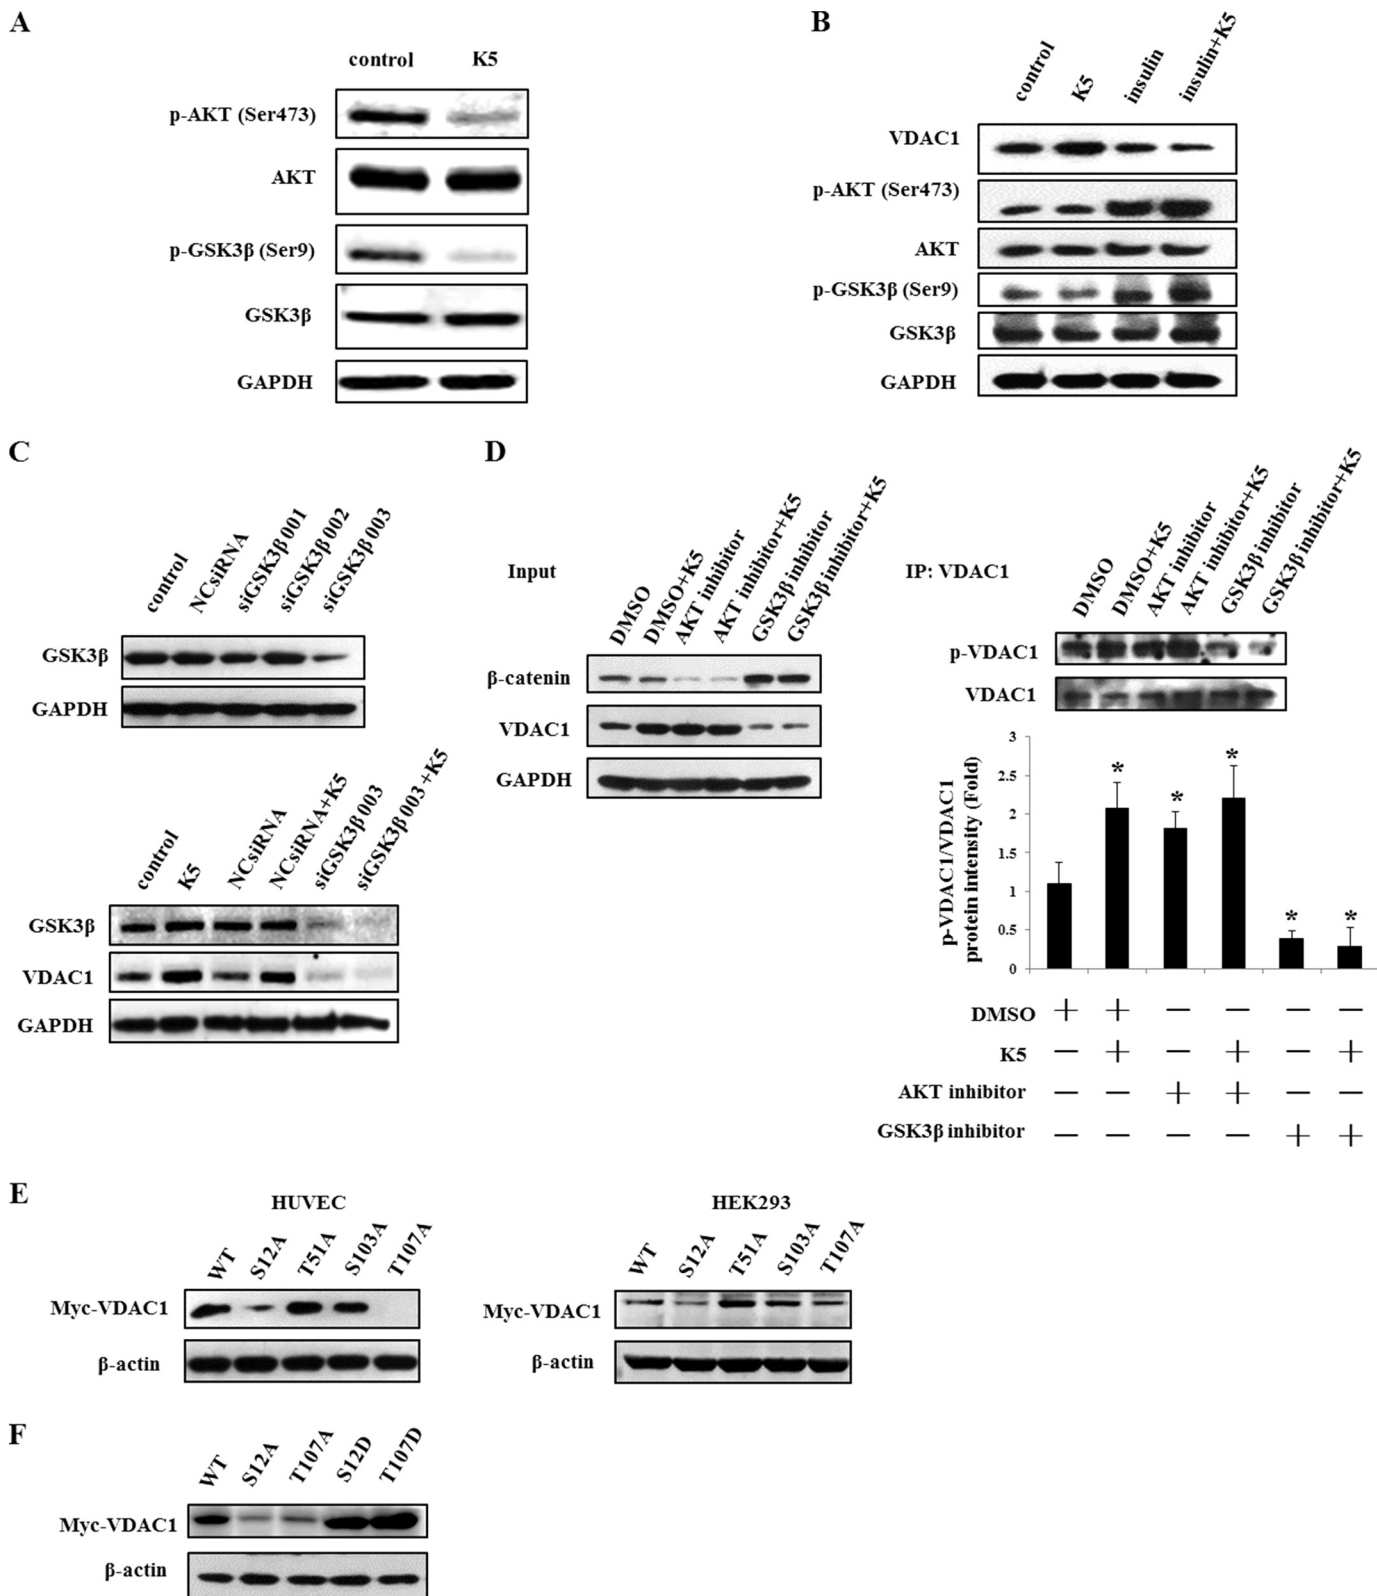 A
control K5
p-AKT (Ser473)
AKT
p-GSK3β (Ser9)
GSK3β
GAPDH
B
control K5 insulin insulin+K5
VDAC1
p-AKT (Ser473)
AKT
p-GSK3β (Ser9)
GSK3β
GAPDH
C
control NCsiRNA siGSK3β001 siGSK3β002 siGSK3β003
GSK3β
GAPDH
control K5 NCsiRNA NCsiRNA+K5 siGSK3β003 siGSK3β003+K5
GSK3β
VDAC1
GAPDH
D
Input
DMSO DMSO+K5 AKT inhibitor AKT inhibitor+K5 GSK3β inhibitor GSK3β inhibitor+K5
β-catenin
VDAC1
GAPDH
IP: VDAC1
DMSO DMSO+K5 AKT inhibitor AKT inhibitor+K5 GSK3β inhibitor GSK3β inhibitor+K5
p-VDAC1
VDAC1
p-VDAC1/VDAC1
protein intensity (Fold)
3
2.5
2
1.5
1
0.5
0
* * * * *
DMSO + + — — — —
K5 — + — + — +
AKT inhibitor — — + + — —
GSK3β inhibitor — — — — + +
E
HUVEC
WT S12A T51A S103A T107A
Myc-VDAC1
β-actin
HEK293
WT S12A T51A S103A T107A
Myc-VDAC1
β-actin
F
WT S12A T107A S12D T107D
Myc-VDAC1
β-actin